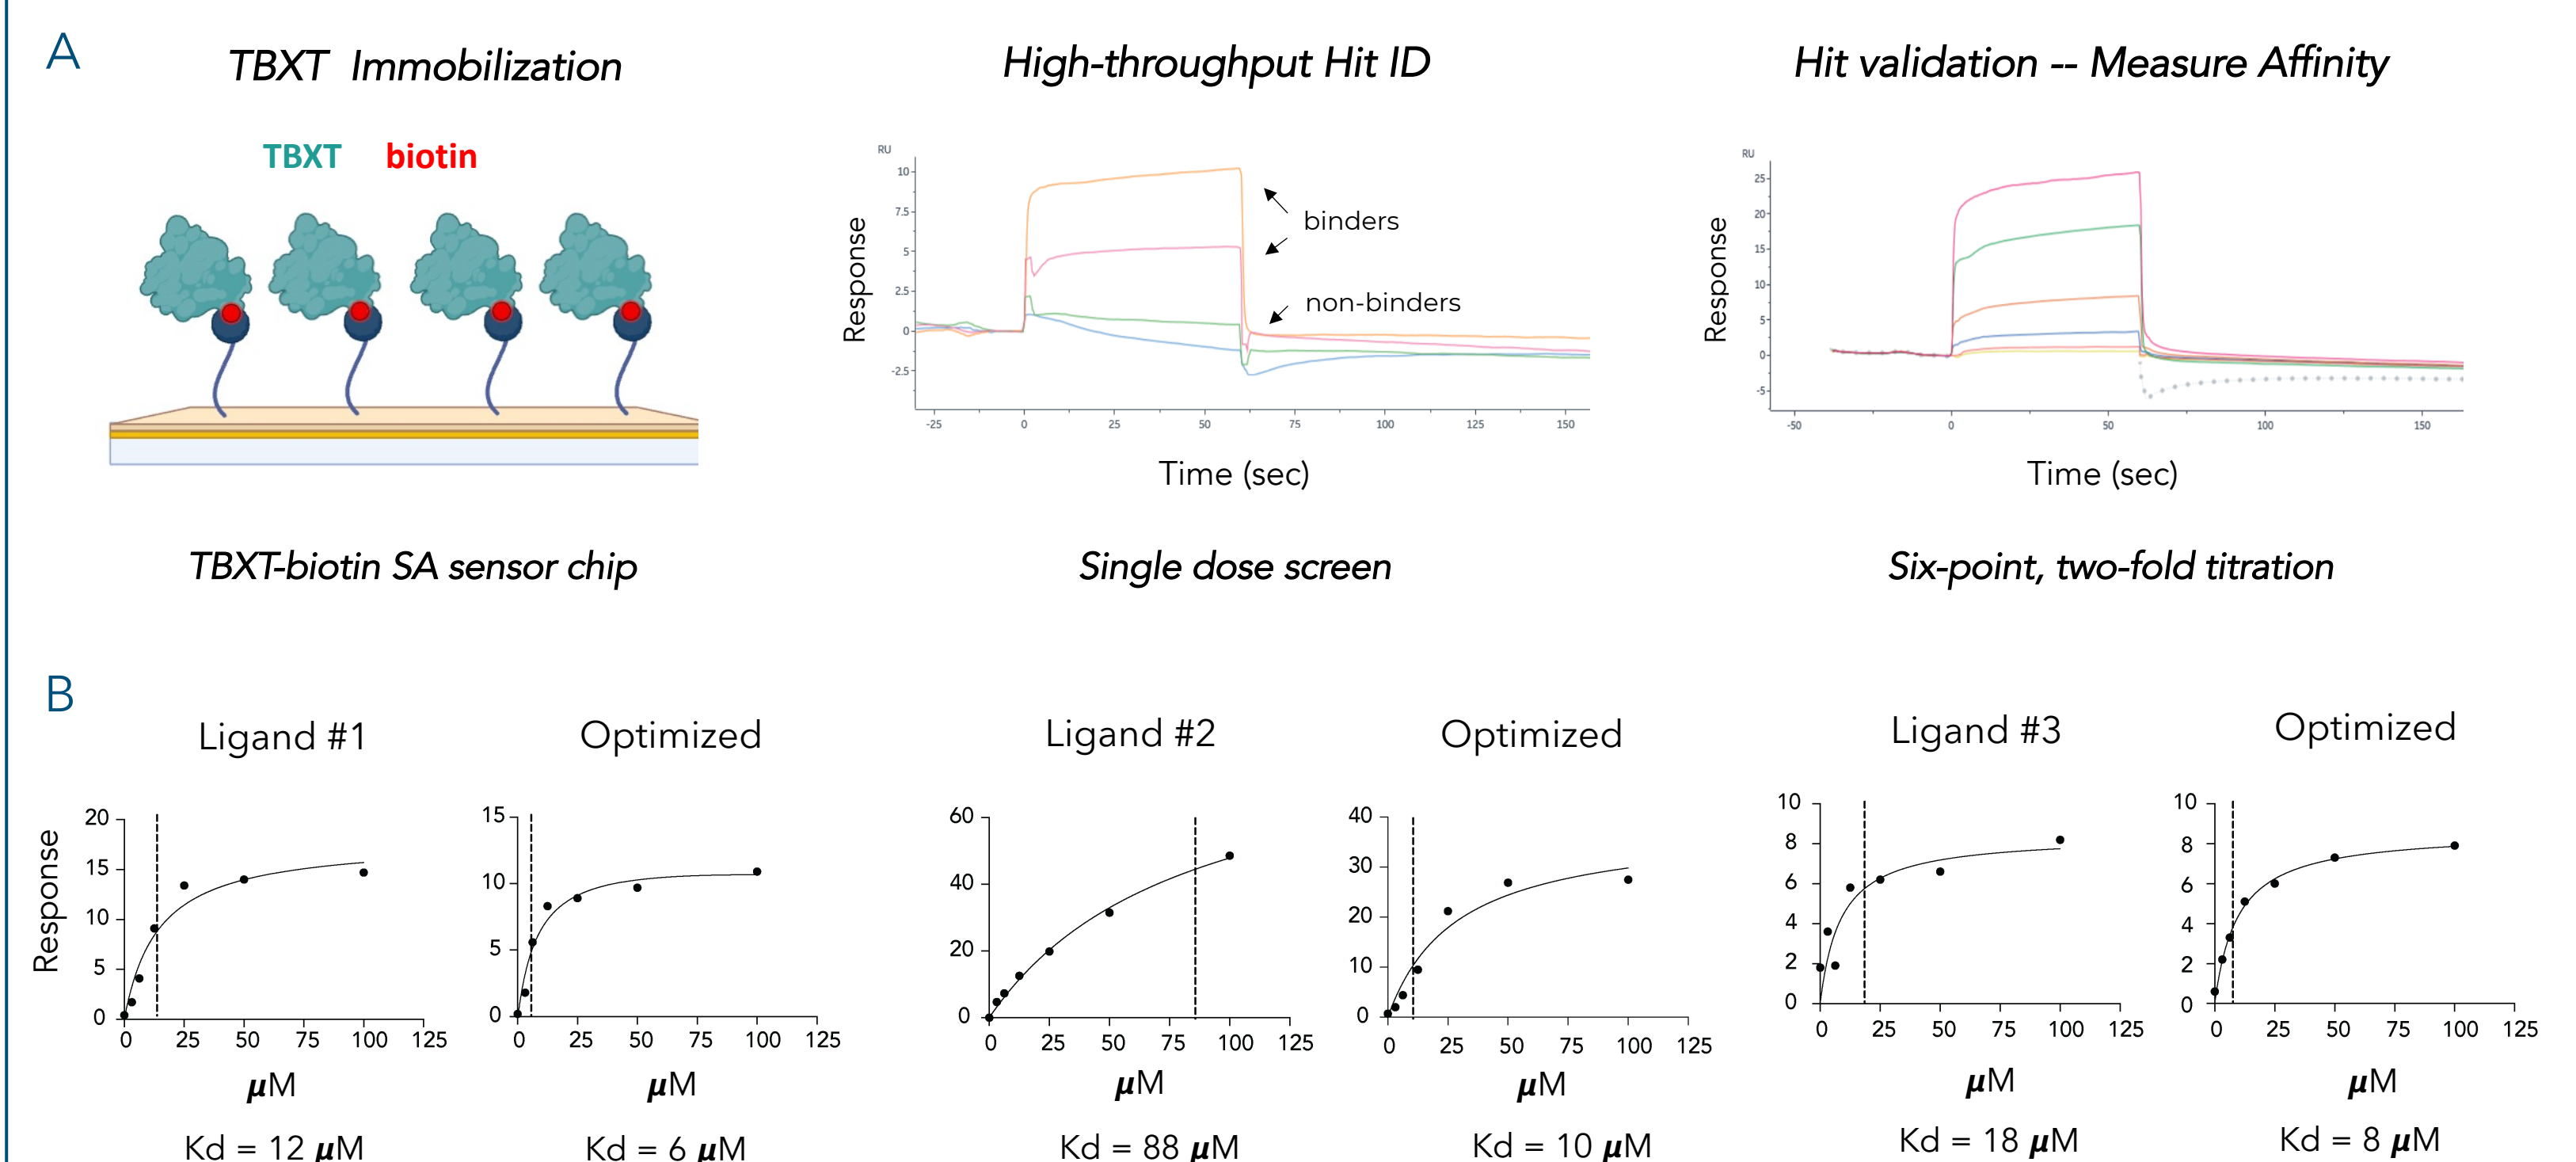 A
TBXT Immobilization
High-throughput Hit ID
Hit validation -- Measure Affinity
TBXT biotin
RU
10
7.5
5
2.5
0
-2.5
Response
binders
non-binders
-25 0 25 50 75 100 125 150
Time (sec)
RU
25
20
15
10
5
0
-5
Response
-50 0 50 100 150
Time (sec)
TBXT-biotin SA sensor chip
Single dose screen
Six-point, two-fold titration
B
Ligand #1
Response
20
15
10
5
0
0 25 50 75 100 125
μM
Kd = 12 μM
Optimized
15
10
5
0
0 25 50 75 100 125
μM
Kd = 6 μM
Ligand #2
60
40
20
0
0 25 50 75 100 125
μM
Kd = 88 μM
Optimized
40
30
20
10
0
0 25 50 75 100 125
μM
Kd = 10 μM
Ligand #3
10
8
6
4
2
0
0 25 50 75 100 125
μM
Kd = 18 μM
Optimized
10
8
6
4
2
0
0 25 50 75 100 125
μM
Kd = 8 μM